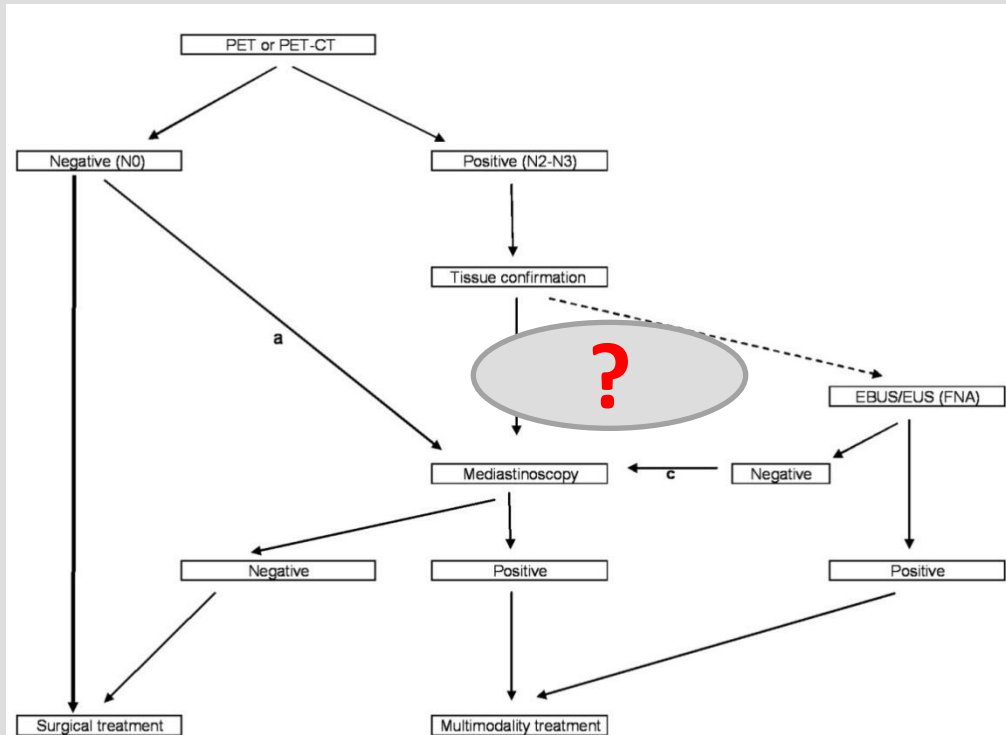 PET or PET-CT
Negative (N0)
Positive (N2-N3)
Tissue confirmation
a
?
EBUS/EUS (FNA)
Mediastinoscopy
c
Negative
Negative
Positive
Positive
Surgical treatment
Multimodality treatment